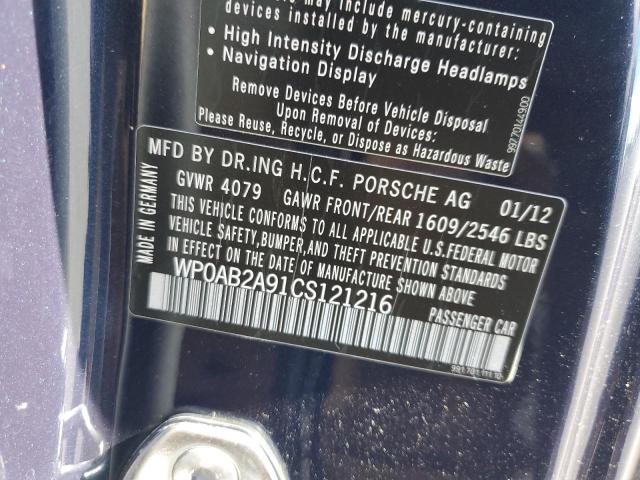 may include mercury-containing
devices installed by the manufacturer:
• High Intensity Discharge Headlamps
• Navigation Display
Remove Devices Before Vehicle Disposal
Upon Removal of Devices:
Please Reuse, Recycle, or Dispose as Hazardous Waste
99770144900
MFD BY DR.ING H.C.F. PORSCHE AG 01/12
GVWR 4079 GAWR FRONT/REAR 1609/2546 LBS
THIS VEHICLE CONFORMS TO ALL APPLICABLE U.S.FEDERAL MOTOR
VEHICLE SAFETY,BUMPER,AND THEFT PREVENTION STANDARDS
IN EFFECT ON THE DATE OF MANUFACTURE SHOWN ABOVE
WP0AB2A91CS121216
PASSENGER CAR
MADE IN GERMANY